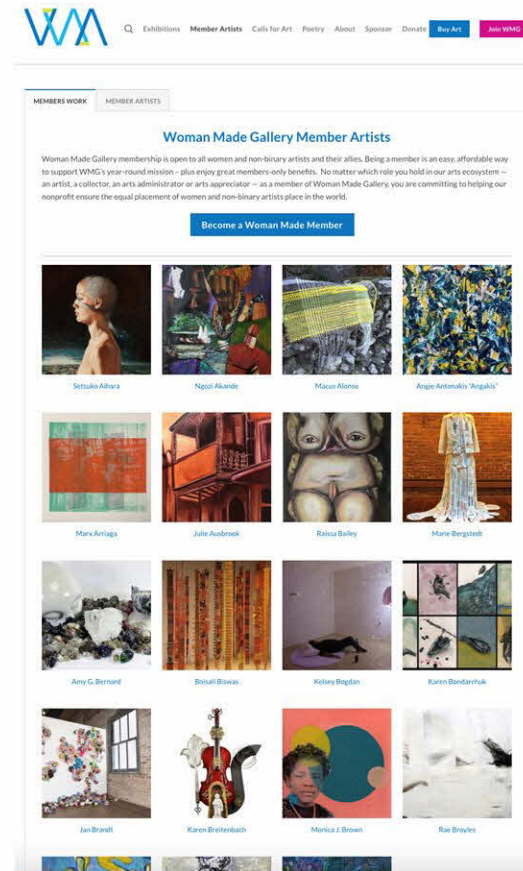 WM
Exhibitions Member Artists Calls for Art Poetry About Sponsor Donate Buy Art Join WMG
MEMBERS WORK MEMBER ARTISTS
Woman Made Gallery Member Artists
Woman Made Gallery membership is open to all women and non-binary artists and their allies. Being a member is an easy, affordable way
to support WMG's year-round mission – plus enjoy great members-only benefits. No matter which role you hold in our arts ecosystem —
an artist, a collector, an arts administrator or arts appreciator — as a member of Woman Made Gallery, you are committing to helping our
nonprofit ensure the equal placement of women and non-binary artists place in the world.
Become a Woman Made Member
Setsuko Aihara Ngozi Akande Macus Alonso Angie Antonakis "Angakis"
Marx Arriaga Julie Ausbrook Raissa Bailey Marie Bergstedt
Amy G. Bernard Boisali Biswas Kelsey Bogdan Karen Bondarchuk
Jan Brandt Karen Breitenbach Monica J. Brown Rae Broyles